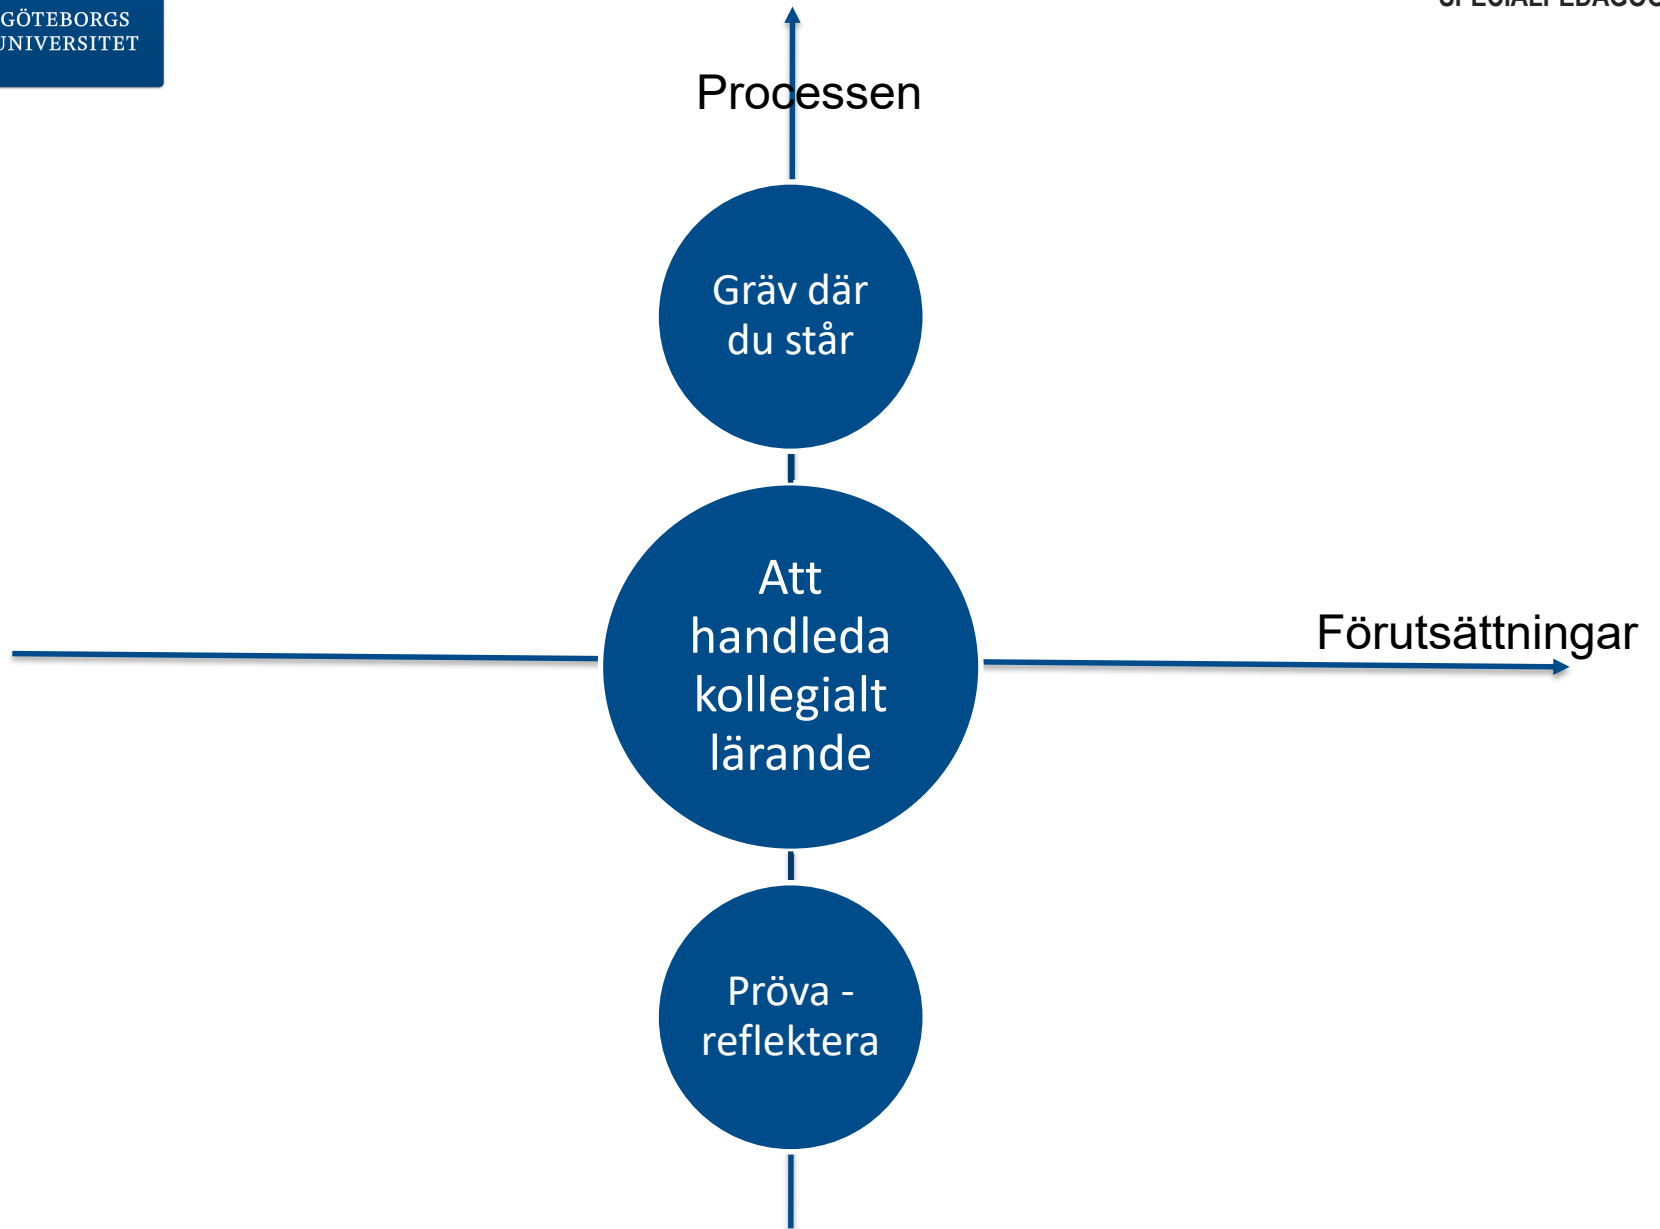 GÖTEBORGS
UNIVERSITET
Processen
Gräv där
du står
Att
handleda
kollegialt
lärande
Förutsättningar
Pröva -
reflektera